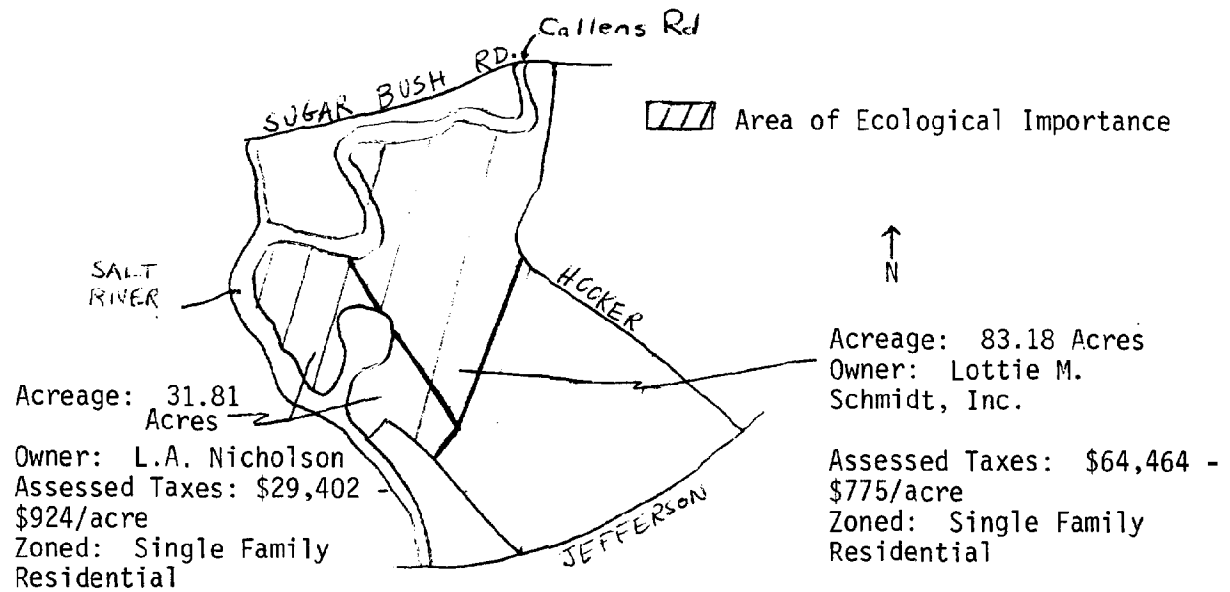 Callens Rd
SUGAR BUSH RD.
Area of Ecological Importance
N
SALT
RIVER
HOOKER
Acreage: 83.18 Acres
Owner: Lottie M.
Schmidt, Inc.
Assessed Taxes: $64,464 -
$775/acre
Zoned: Single Family
Residential
Acreage: 31.81
Acres
Owner: L.A. Nicholson
Assessed Taxes: $29,402 -
$924/acre
Zoned: Single Family
Residential
JEFFERSON